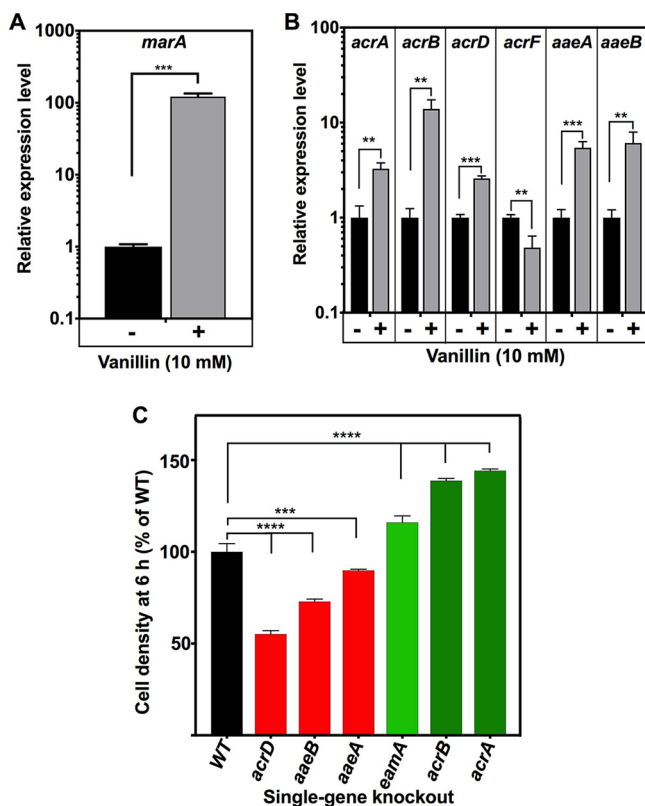 A
marA
Relative expression level
1000
100
10
1
0.1
***
- +
Vanillin (10 mM)
B
acrA acrB acrD acrF aaeA aaeB
Relative expression level
100
10
1
0.1
** ** *** ** *** **
- + - + - + - + - + - +
Vanillin (10 mM)
C
Cell density at 6 h (% of WT)
150
100
50
****
***
****
WT acrD aaeB aaeA eamA acrB acrA
Single-gene knockout